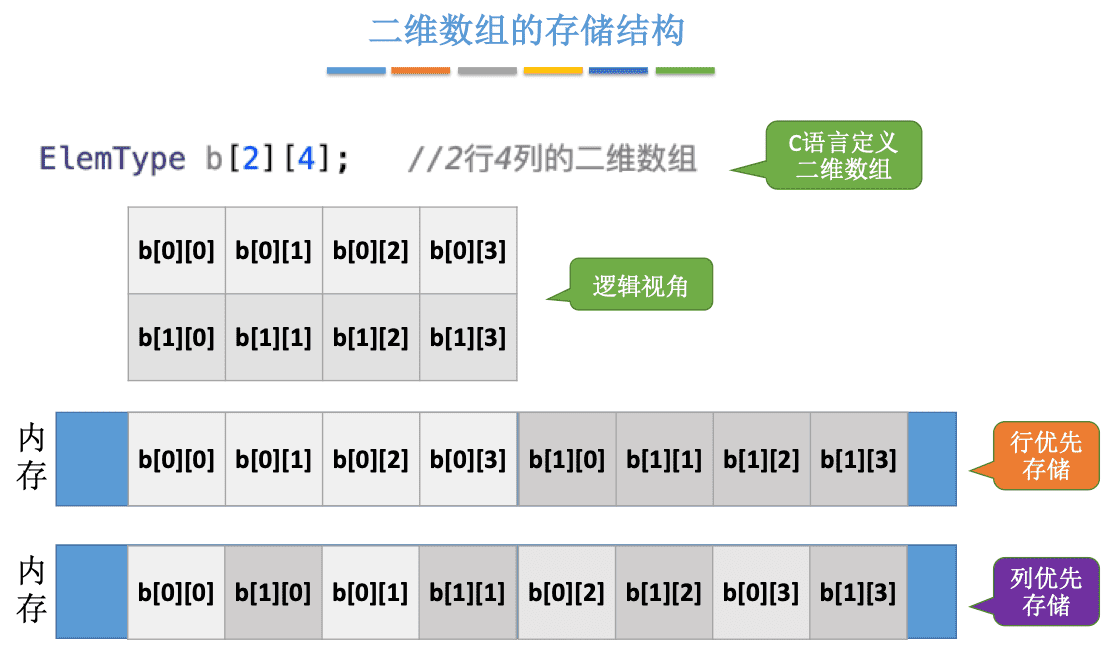 二维数组的存储结构
ElemType b[2][4];   //2行4列的二维数组
C语言定义
二维数组
b[0][0] b[0][1] b[0][2] b[0][3]
逻辑视角
b[1][0] b[1][1] b[1][2] b[1][3]
内
存
b[0][0] b[0][1] b[0][2] b[0][3] b[1][0] b[1][1] b[1][2] b[1][3]
行优先
存储
内
存
b[0][0] b[1][0] b[0][1] b[1][1] b[0][2] b[1][2] b[0][3] b[1][3]
列优先
存储